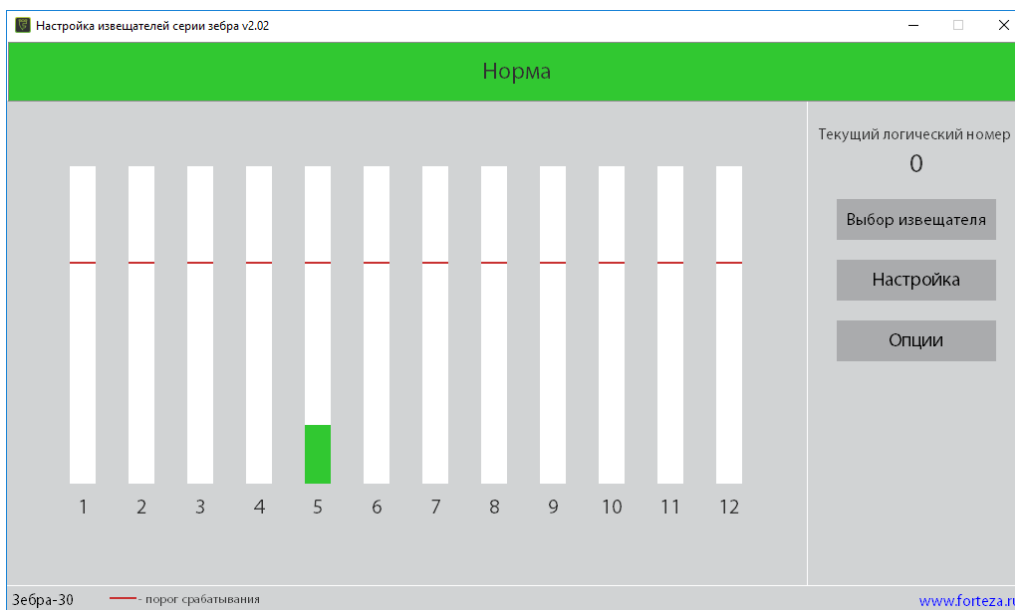 Настройка извещателей серии зебра v2.02
Норма
Текущий логический номер
0
Выбор извещателя
Настройка
Опции
1 2 3 4 5 6 7 8 9 10 11 12
Зебра-30
- порог срабатывания
www.forteza.ru